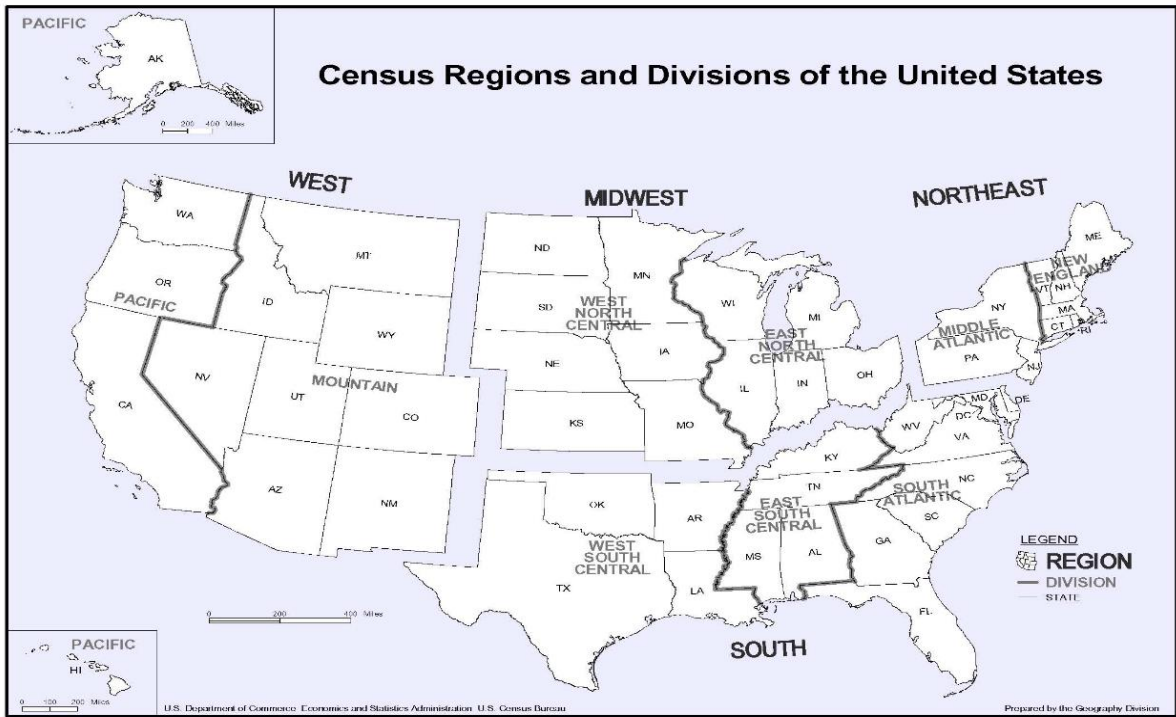 PACIFIC
AK
0 200 400 Miles
Census Regions and Divisions of the United States
WEST
MIDWEST
NORTHEAST
WA
MT
ND
MN
ME
OR
ID
SD
WI
MI
NY
VT
NH
NEW
ENGLAND
PACIFIC
WY
WEST
NORTH
CENTRAL
EAST
NORTH
CENTRAL
MIDDLE
ATLANTIC
MA
CT
RI
NE
IA
PA
NJ
NV
UT
MOUNTAIN
CO
IL
IN
OH
CA
KS
MO
WV
MD
DE
DC
VA
KY
AZ
NM
OK
AR
TN
NC
EAST
SOUTH
CENTRAL
SOUTH
ATLANTIC
SC
WEST
SOUTH
CENTRAL
MS
AL
GA
TX
LA
FL
LEGEND
REGION
DIVISION
STATE
0 200 400 Miles
SOUTH
PACIFIC
HI
0 100 200 Miles
U.S. Department of Commerce Economics and Statistics Administration U.S. Census Bureau
Prepared by the Geography Division